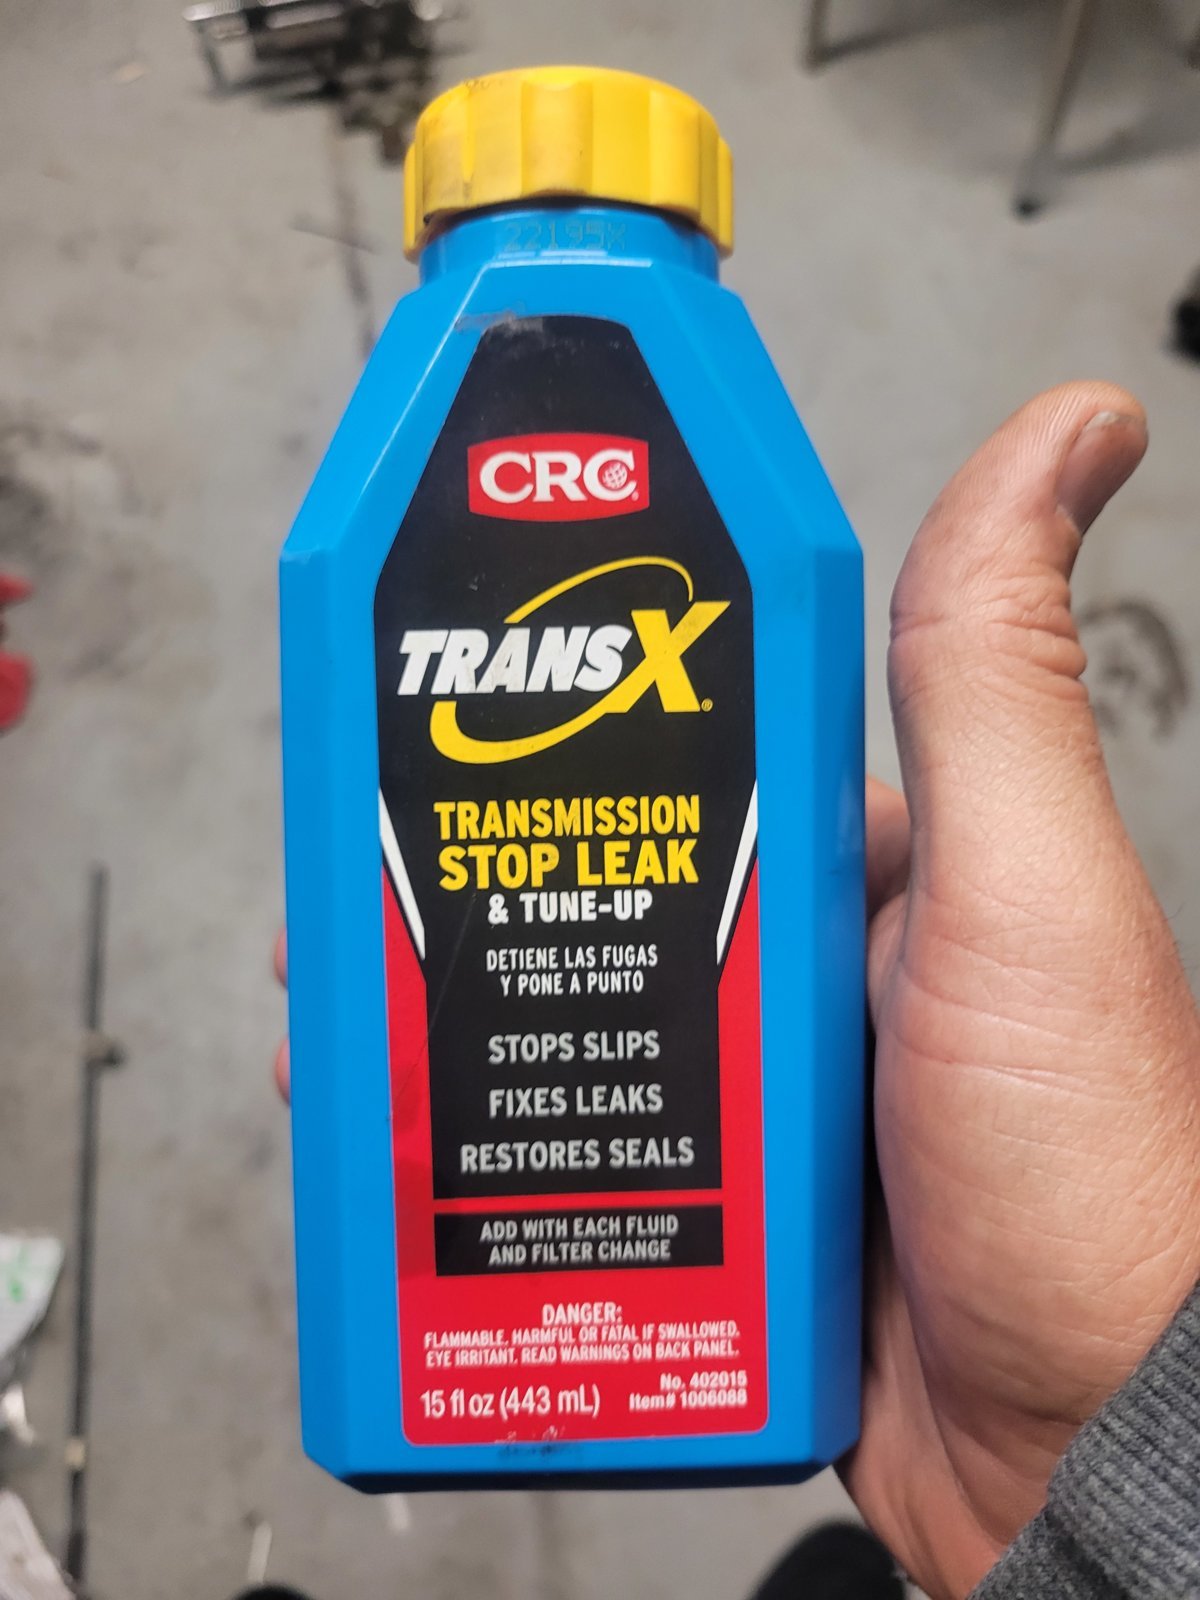 22195X
CRC
TRANSX®
TRANSMISSION
STOP LEAK
& TUNE-UP
DETIENE LAS FUGAS
Y PONE A PUNTO
STOPS SLIPS
FIXES LEAKS
RESTORES SEALS
ADD WITH EACH FLUID
AND FILTER CHANGE
DANGER:
FLAMMABLE. HARMFUL OR FATAL IF SWALLOWED.
EYE IRRITANT. READ WARNINGS ON BACK PANEL.
15 fl oz (443 mL)
No. 402015
Item# 1006088